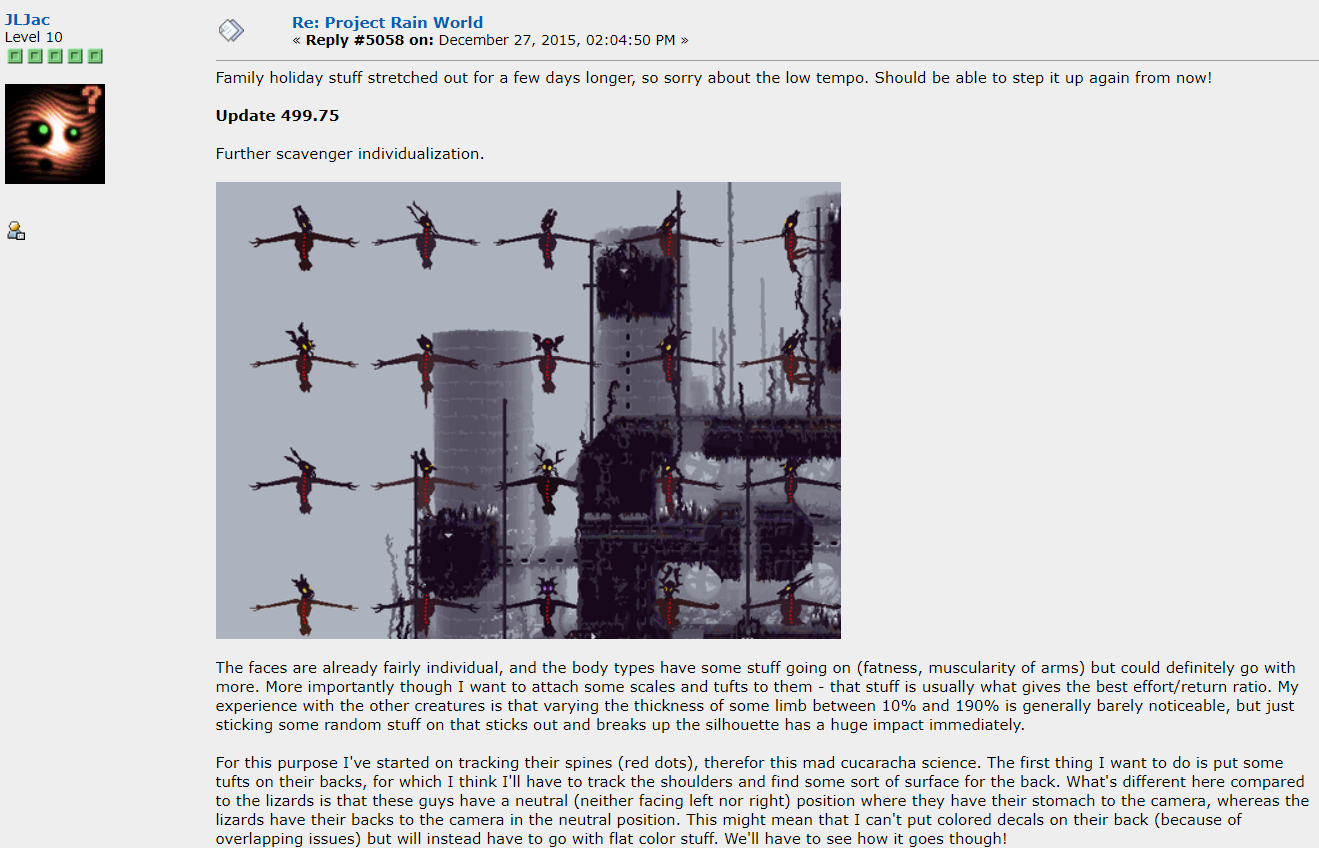 JLJac
Level 10
Re: Project Rain World
« Reply #5058 on: December 27, 2015, 02:04:50 PM »
Family holiday stuff stretched out for a few days longer, so sorry about the low tempo. Should be able to step it up again from now!
Update 499.75
Further scavenger individualization.
The faces are already fairly individual, and the body types have some stuff going on (fatness, muscularity of arms) but could definitely go with
more. More importantly though I want to attach some scales and tufts to them - that stuff is usually what gives the best effort/return ratio. My
experience with the other creatures is that varying the thickness of some limb between 10% and 190% is generally barely noticeable, but just
sticking some random stuff on that sticks out and breaks up the silhouette has a huge impact immediately.
For this purpose I've started on tracking their spines (red dots), therefor this mad cucaracha science. The first thing I want to do is put some
tufts on their backs, for which I think I'll have to track the shoulders and find some sort of surface for the back. What's different here compared
to the lizards is that these guys have a neutral (neither facing left nor right) position where they have their stomach to the camera, whereas the
lizards have their backs to the camera in the neutral position. This might mean that I can't put colored decals on their back (because of
overlapping issues) but will instead have to go with flat color stuff. We'll have to see how it goes though!